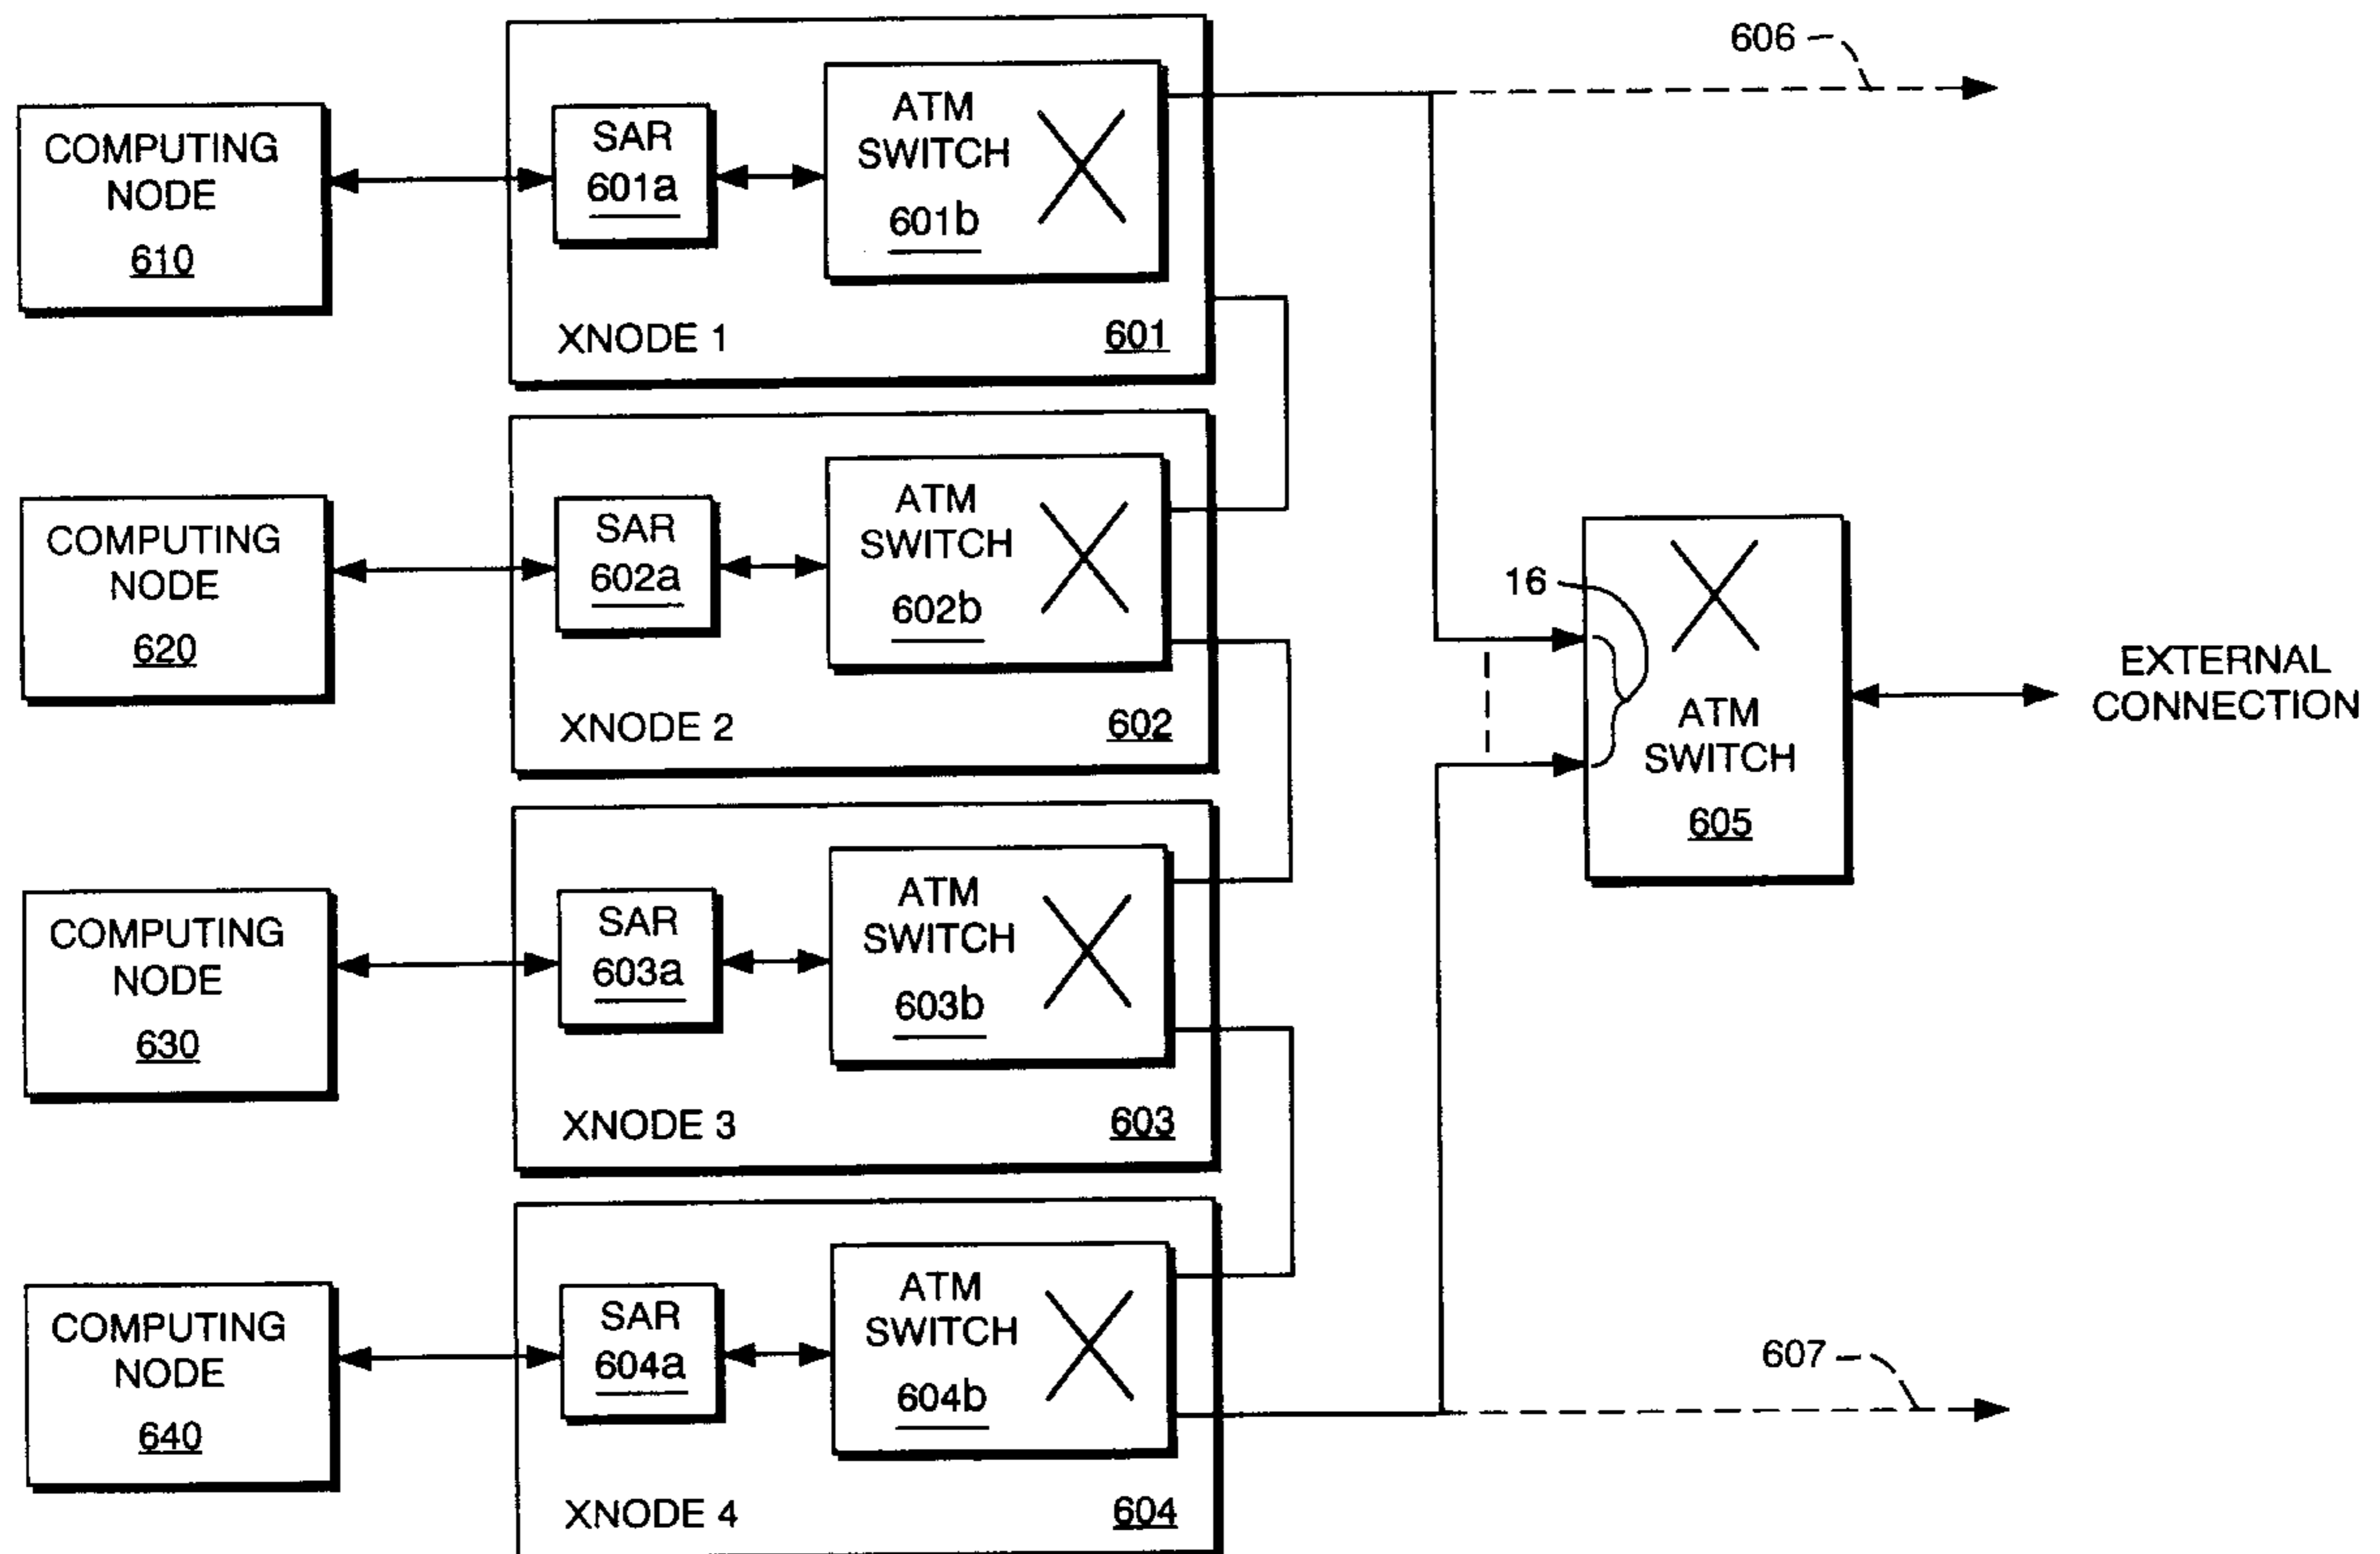 606
COMPUTING
NODE
610
SAR
601a
ATM
SWITCH
601b
XNODE 1
601
COMPUTING
NODE
620
SAR
602a
ATM
SWITCH
602b
XNODE 2
602
16
ATM
SWITCH
605
EXTERNAL
CONNECTION
COMPUTING
NODE
630
SAR
603a
ATM
SWITCH
603b
XNODE 3
603
COMPUTING
NODE
640
SAR
604a
ATM
SWITCH
604b
XNODE 4
604
607